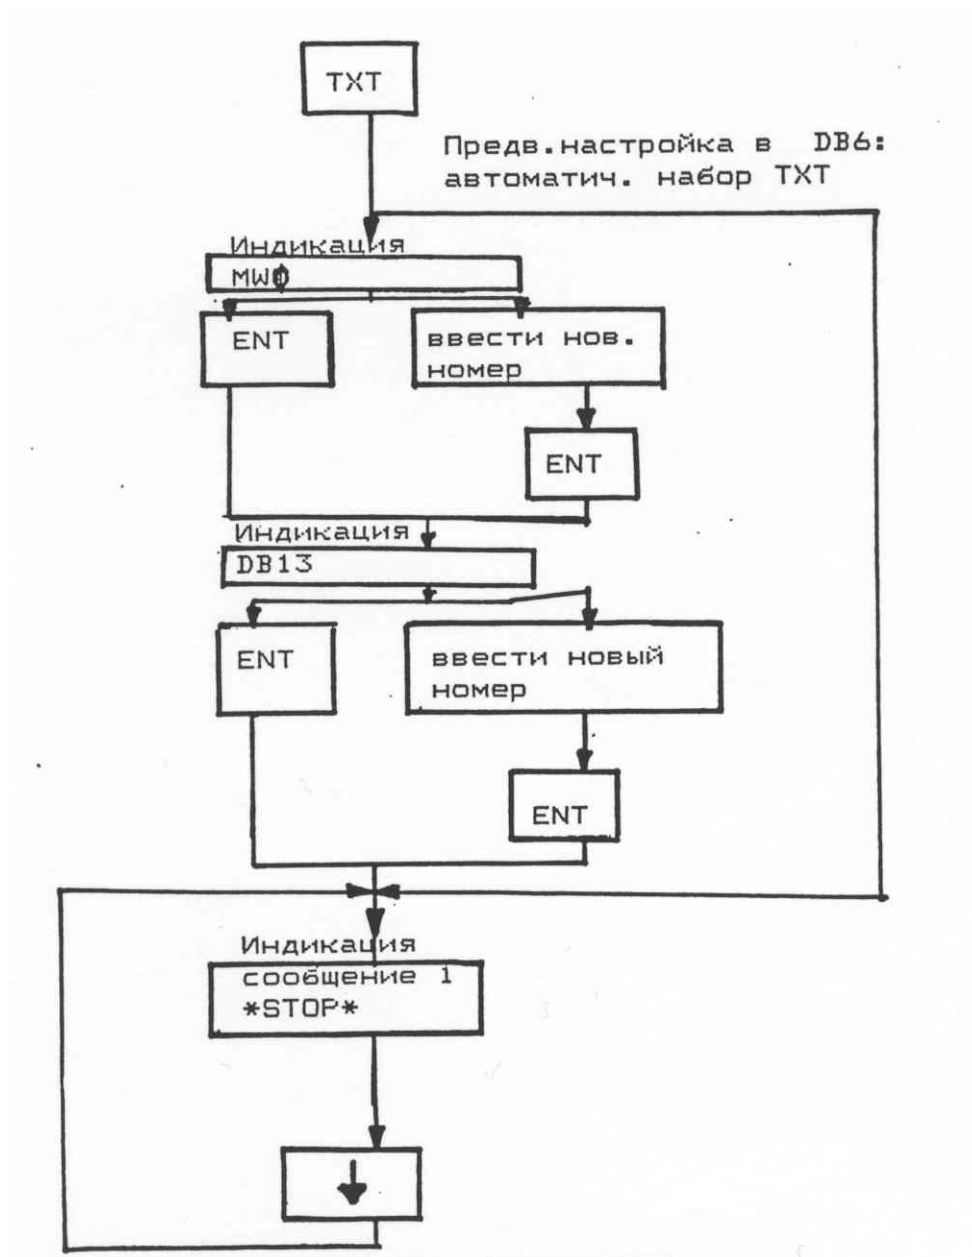 TXT
Предв.настройка в DB6:
автоматич. набор TXT
Индикация
MW0
ENT
ввести нов.
номер
ENT
Индикация
DB13
ENT
ввести новый
номер
ENT
Индикация
сообщение 1
*STOP*